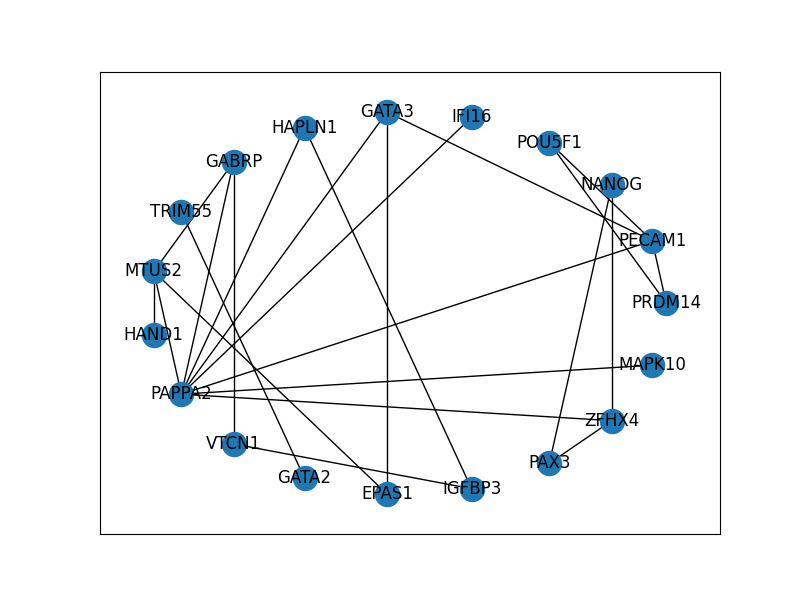 GATA3
IFI16
HAPLN1
POU5F1
GABRP
NANOG
TRIM55
PECAM1
MTUS2
PRDM14
HAND1
MAPK10
PAPPA2
ZFHX4
VTCN1
PAX3
GATA2
IGFBP3
EPAS1